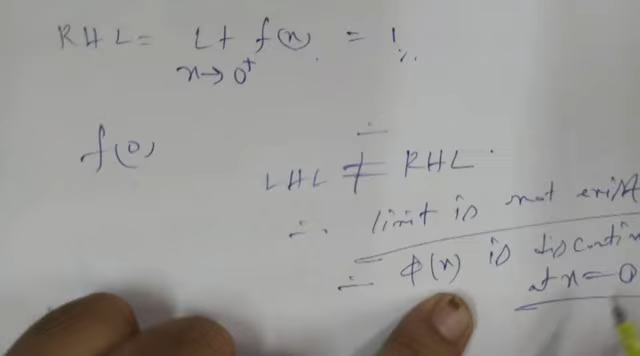 RHL = Lt f(x) = 1
x→0⁺
f(0)
LHL ≠ RHL.
∴ limit is not exist
∴ φ(x) is discontin
at x=0